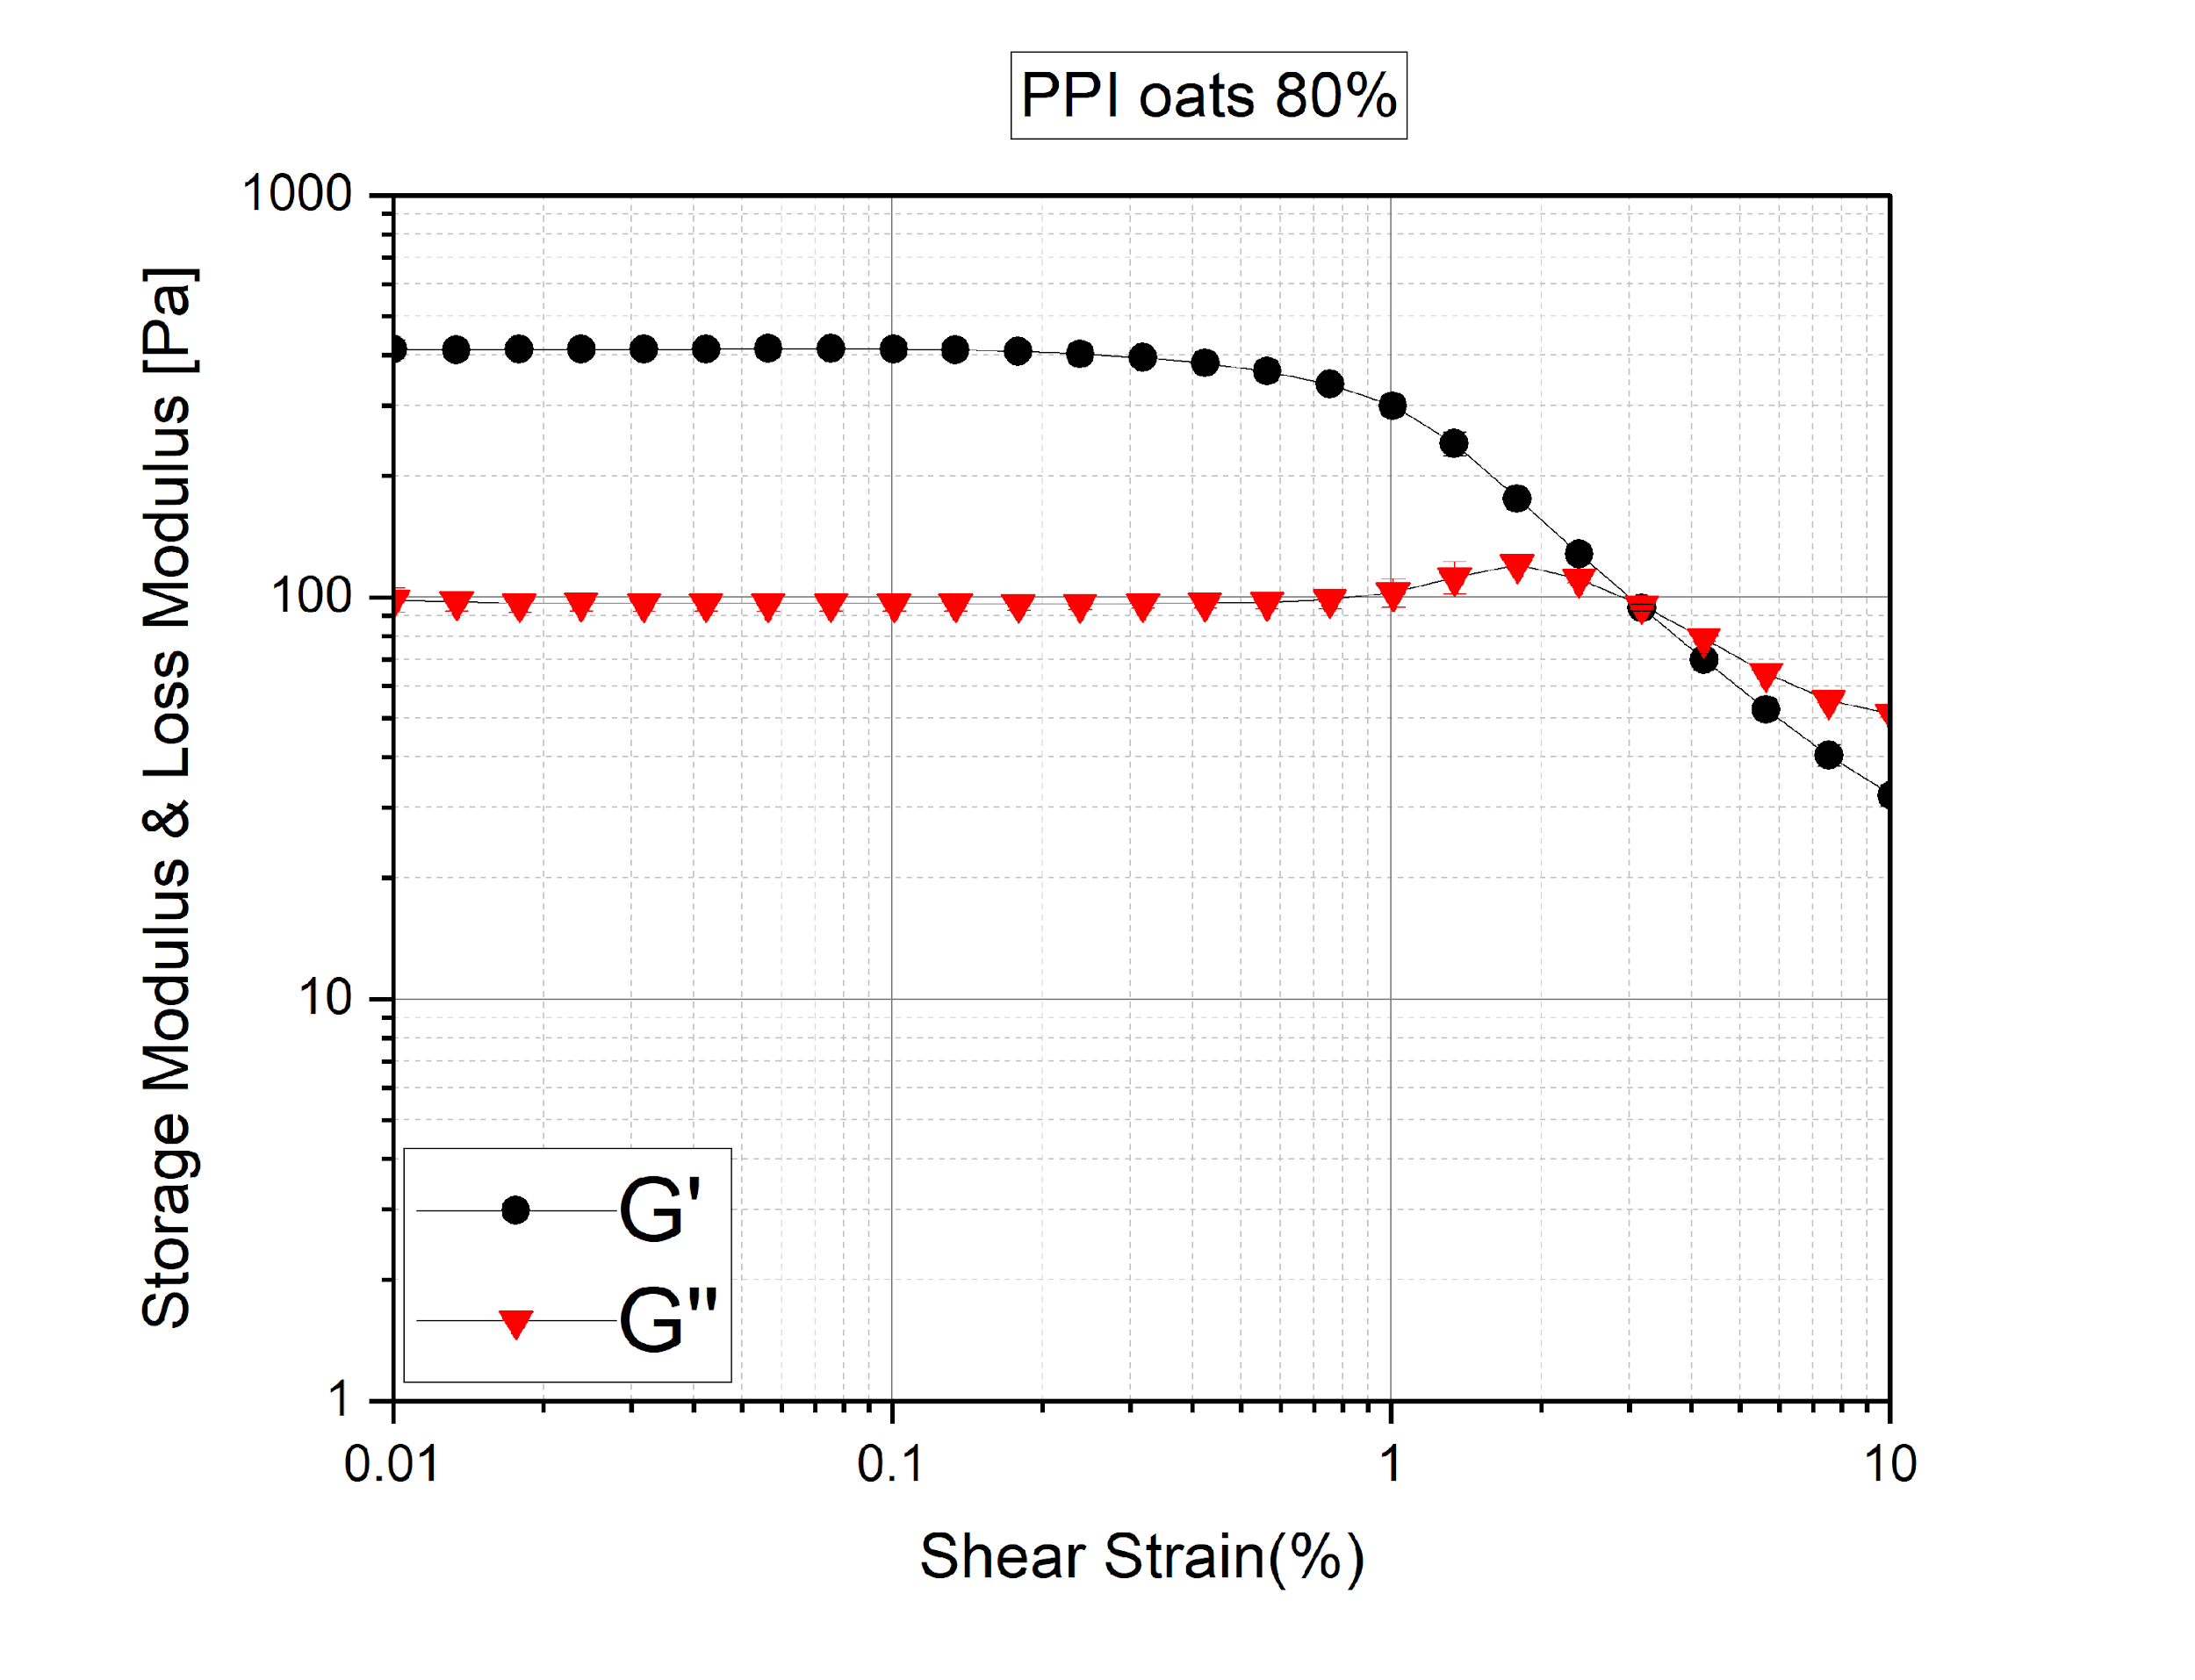 PPI oats 80%
Storage Modulus & Loss Modulus [Pa]
1000
100
10
1
G'
G"
0.01
0.1
1
10
Shear Strain(%)